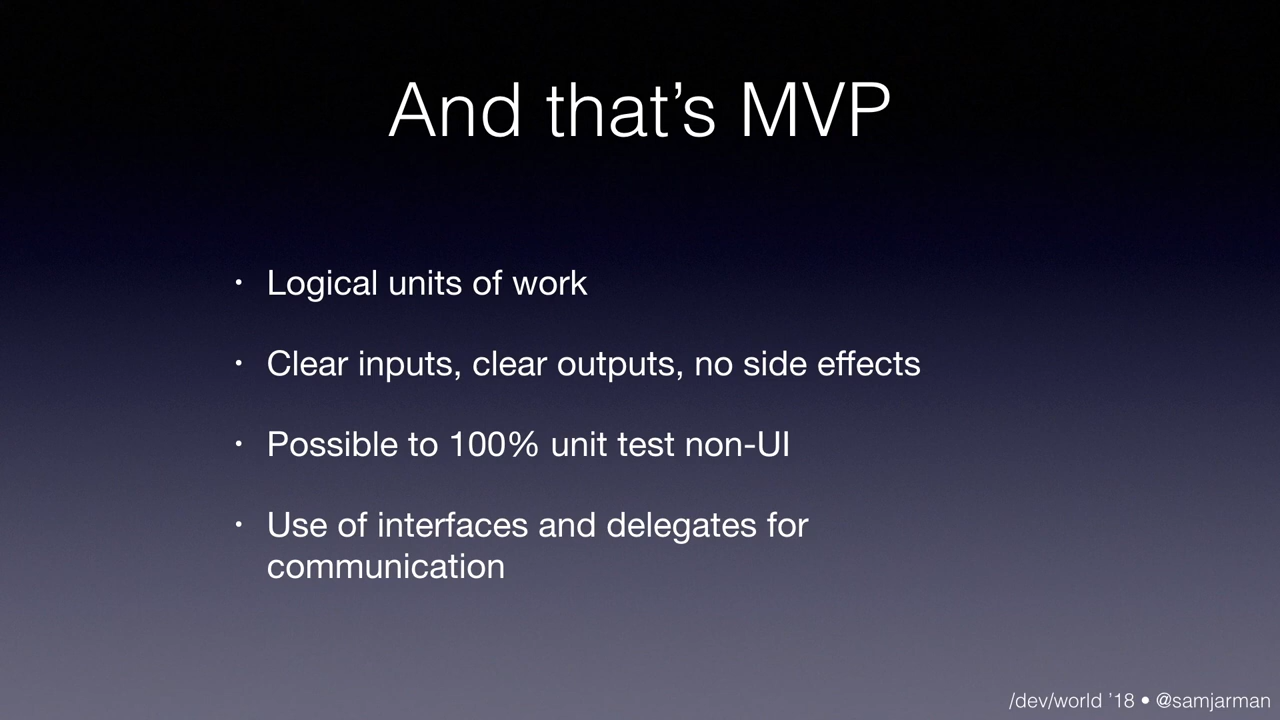 And that’s MVP
• Logical units of work
• Clear inputs, clear outputs, no side effects
• Possible to 100% unit test non-UI
• Use of interfaces and delegates for
communication
/dev/world ’18 • @samjarman